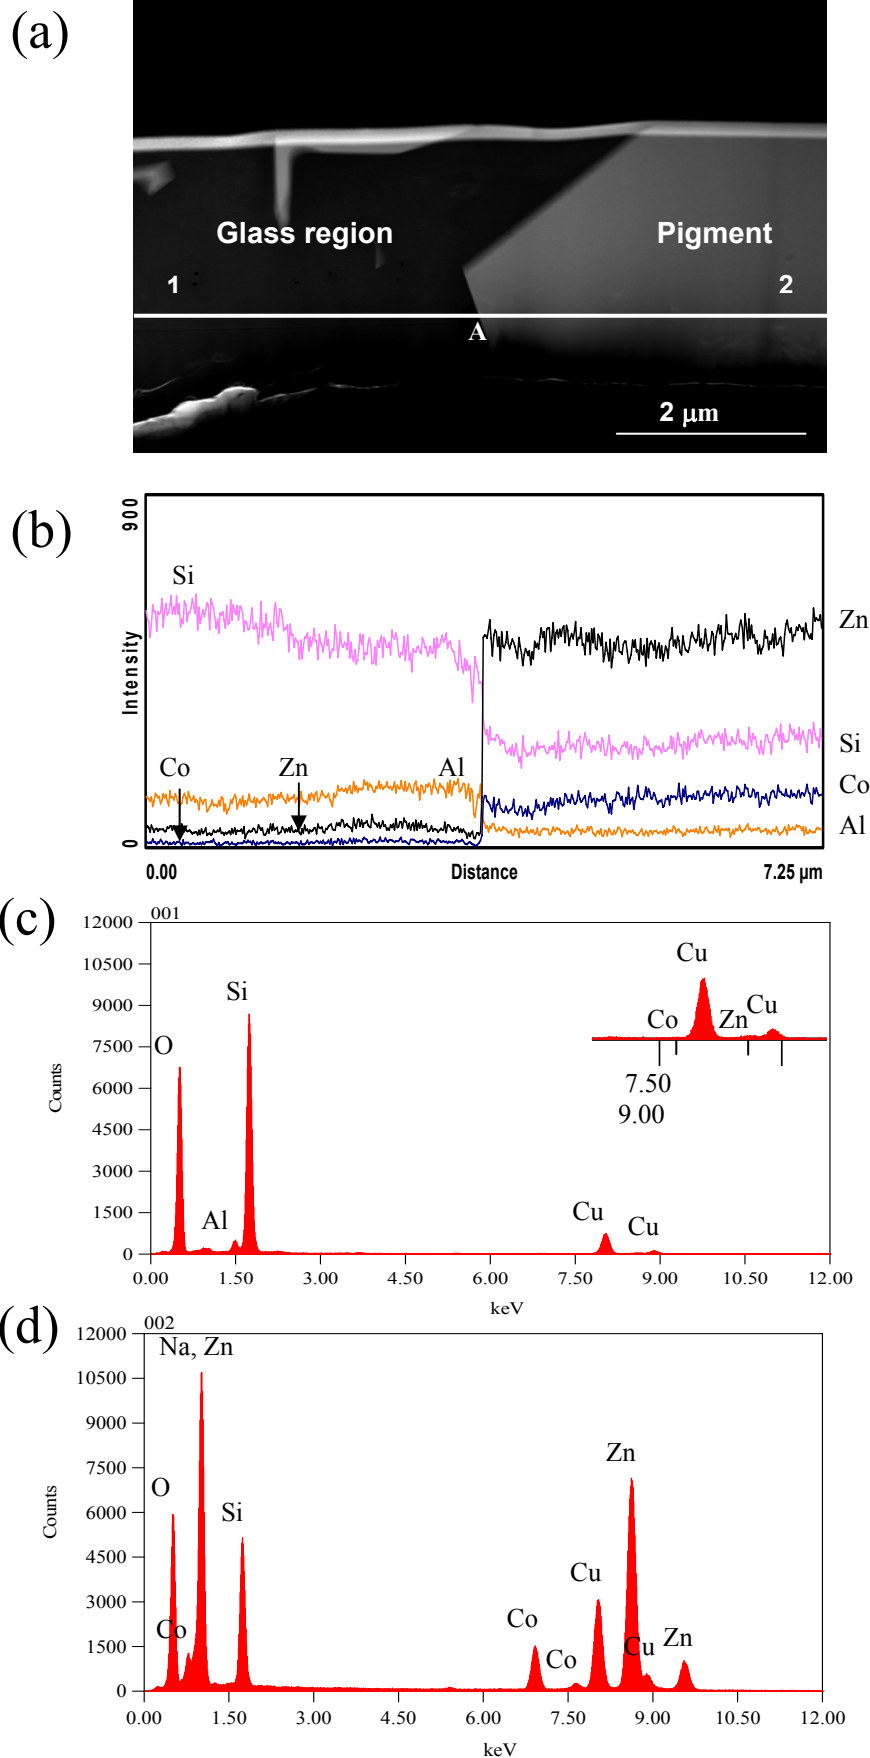 (a)
Glass region Pigment
1 2
A
2 μm
(b)
900
Intensity
0
Si
Co Zn Al
Zn
Si
Co
Al
0.00 Distance 7.25 μm
(c)
001
12000
10500
9000
7500
6000
4500
3000
1500
0
Counts
O
Al
Si
Cu
Cu
Cu
Co Zn Cu
7.50
9.00
0.00 1.50 3.00 4.50 6.00 7.50 9.00 10.50 12.00
keV
(d)
002
12000
10500
9000
7500
6000
4500
3000
1500
0
Counts
Na, Zn
O
Co
Si
Co
Co
Cu
Zn
Cu
Zn
0.00 1.50 3.00 4.50 6.00 7.50 9.00 10.50 12.00
keV